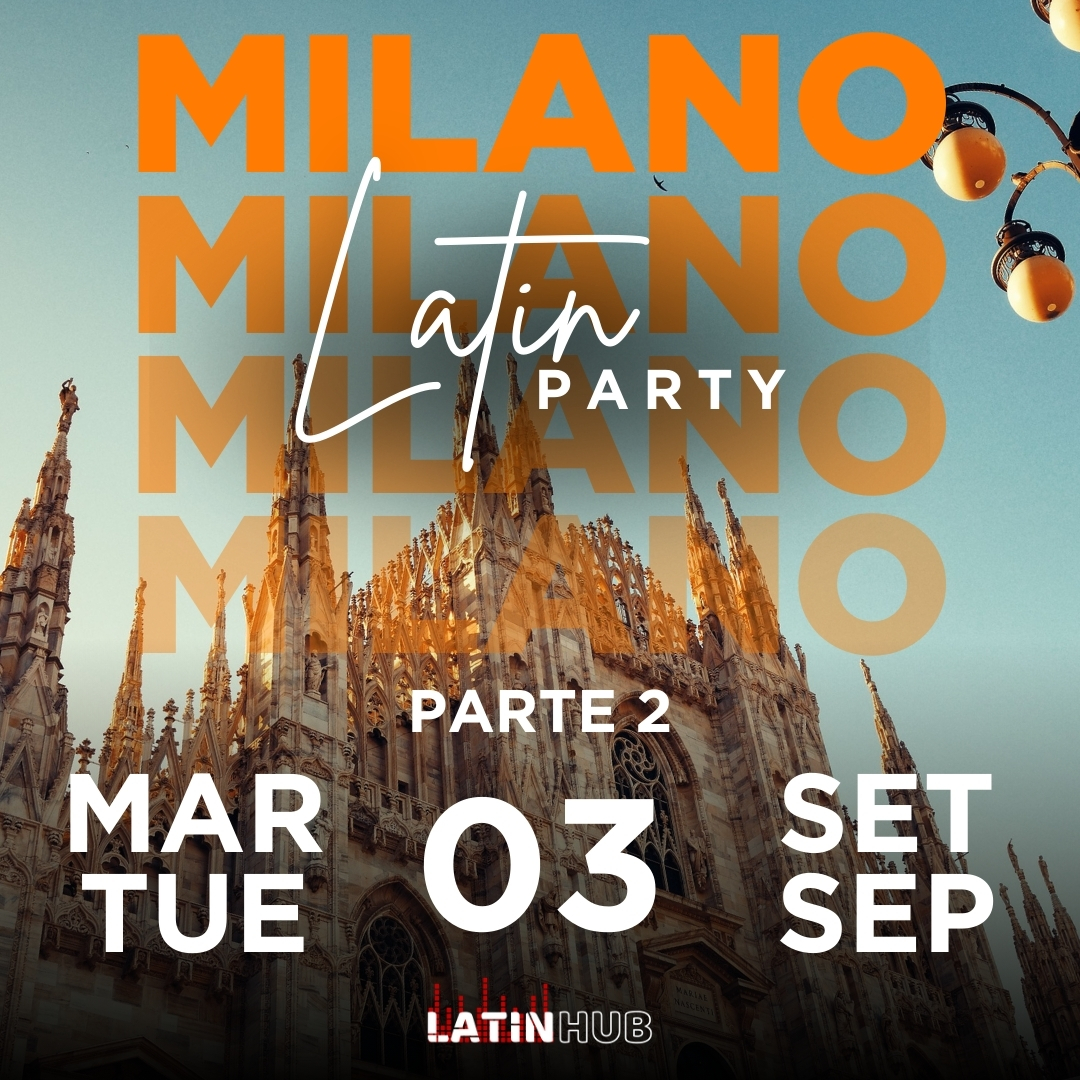 MILANO
MILANO
MILANO
MILANO
Latin
PARTY
PARTE 2
MAR
TUE
03
SET
SEP
LATINHUB